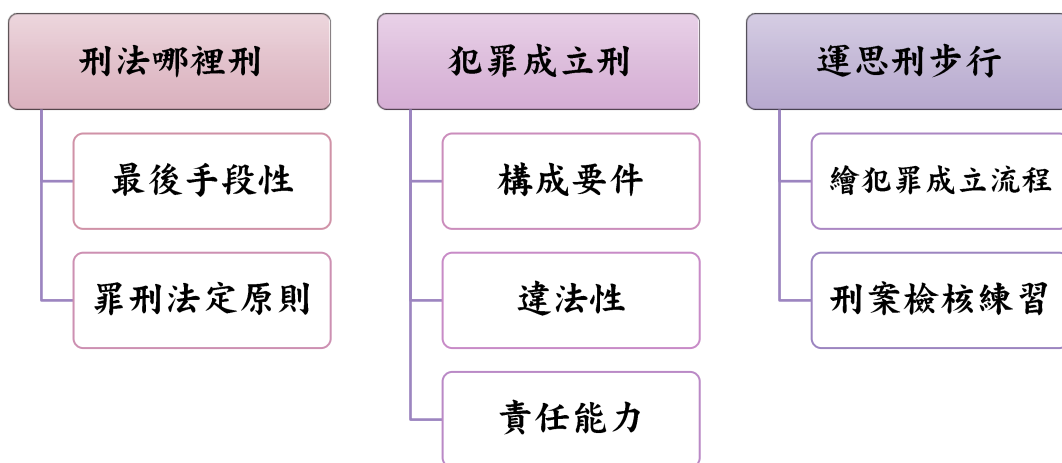 刑法哪裡刑
最後手段性
罪刑法定原則
犯罪成立刑
構成要件
違法性
責任能力
運思刑步行
繪犯罪成立流程
刑案檢核練習